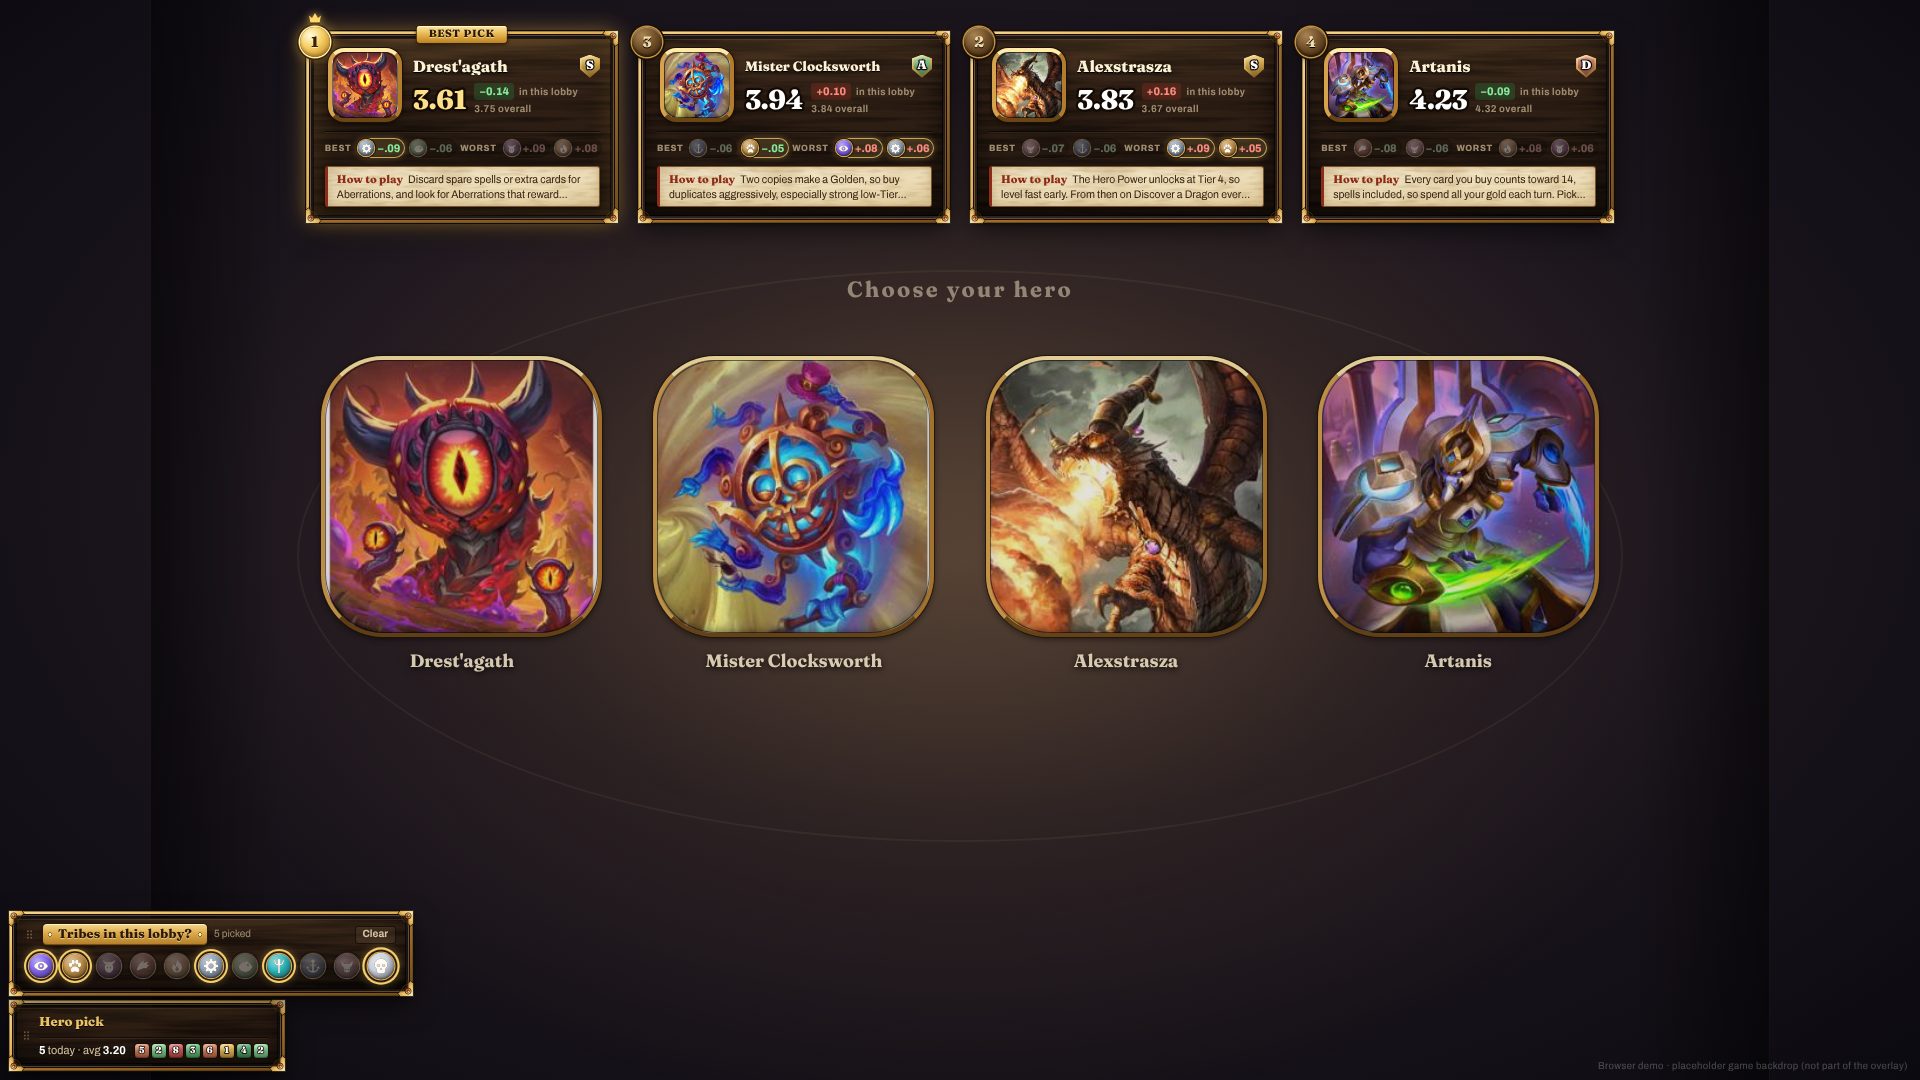 BEST PICK
1
Drest'agath
S
3.61
−0.14 in this lobby
3.75 overall
BEST −.09 −.06 WORST +.09 +.08
How to play Discard spare spells or extra cards for
Aberrations, and look for Aberrations that reward...
3
Mister Clocksworth
A
3.94
+0.10 in this lobby
3.84 overall
BEST −.06 −.05 WORST +.08 +.06
How to play Two copies make a Golden, so buy
duplicates aggressively, especially strong low-Tier...
2
Alexstrasza
S
3.83
+0.16 in this lobby
3.67 overall
BEST −.07 −.06 WORST +.09 +.05
How to play The Hero Power unlocks at Tier 4, so
level fast early. From then on Discover a Dragon ever...
4
Artanis
D
4.23
−0.09 in this lobby
4.32 overall
BEST −.08 −.06 WORST +.08 +.06
How to play Every card you buy counts toward 14,
spells included, so spend all your gold each turn. Pick...
Choose your hero
Drest'agath
Mister Clocksworth
Alexstrasza
Artanis
Tribes in this lobby?
5 picked
Clear
Hero pick
5 today · avg 3.20 5 2 8 3 6 1 4 2
Browser demo - placeholder game backdrop (not part of the overlay)